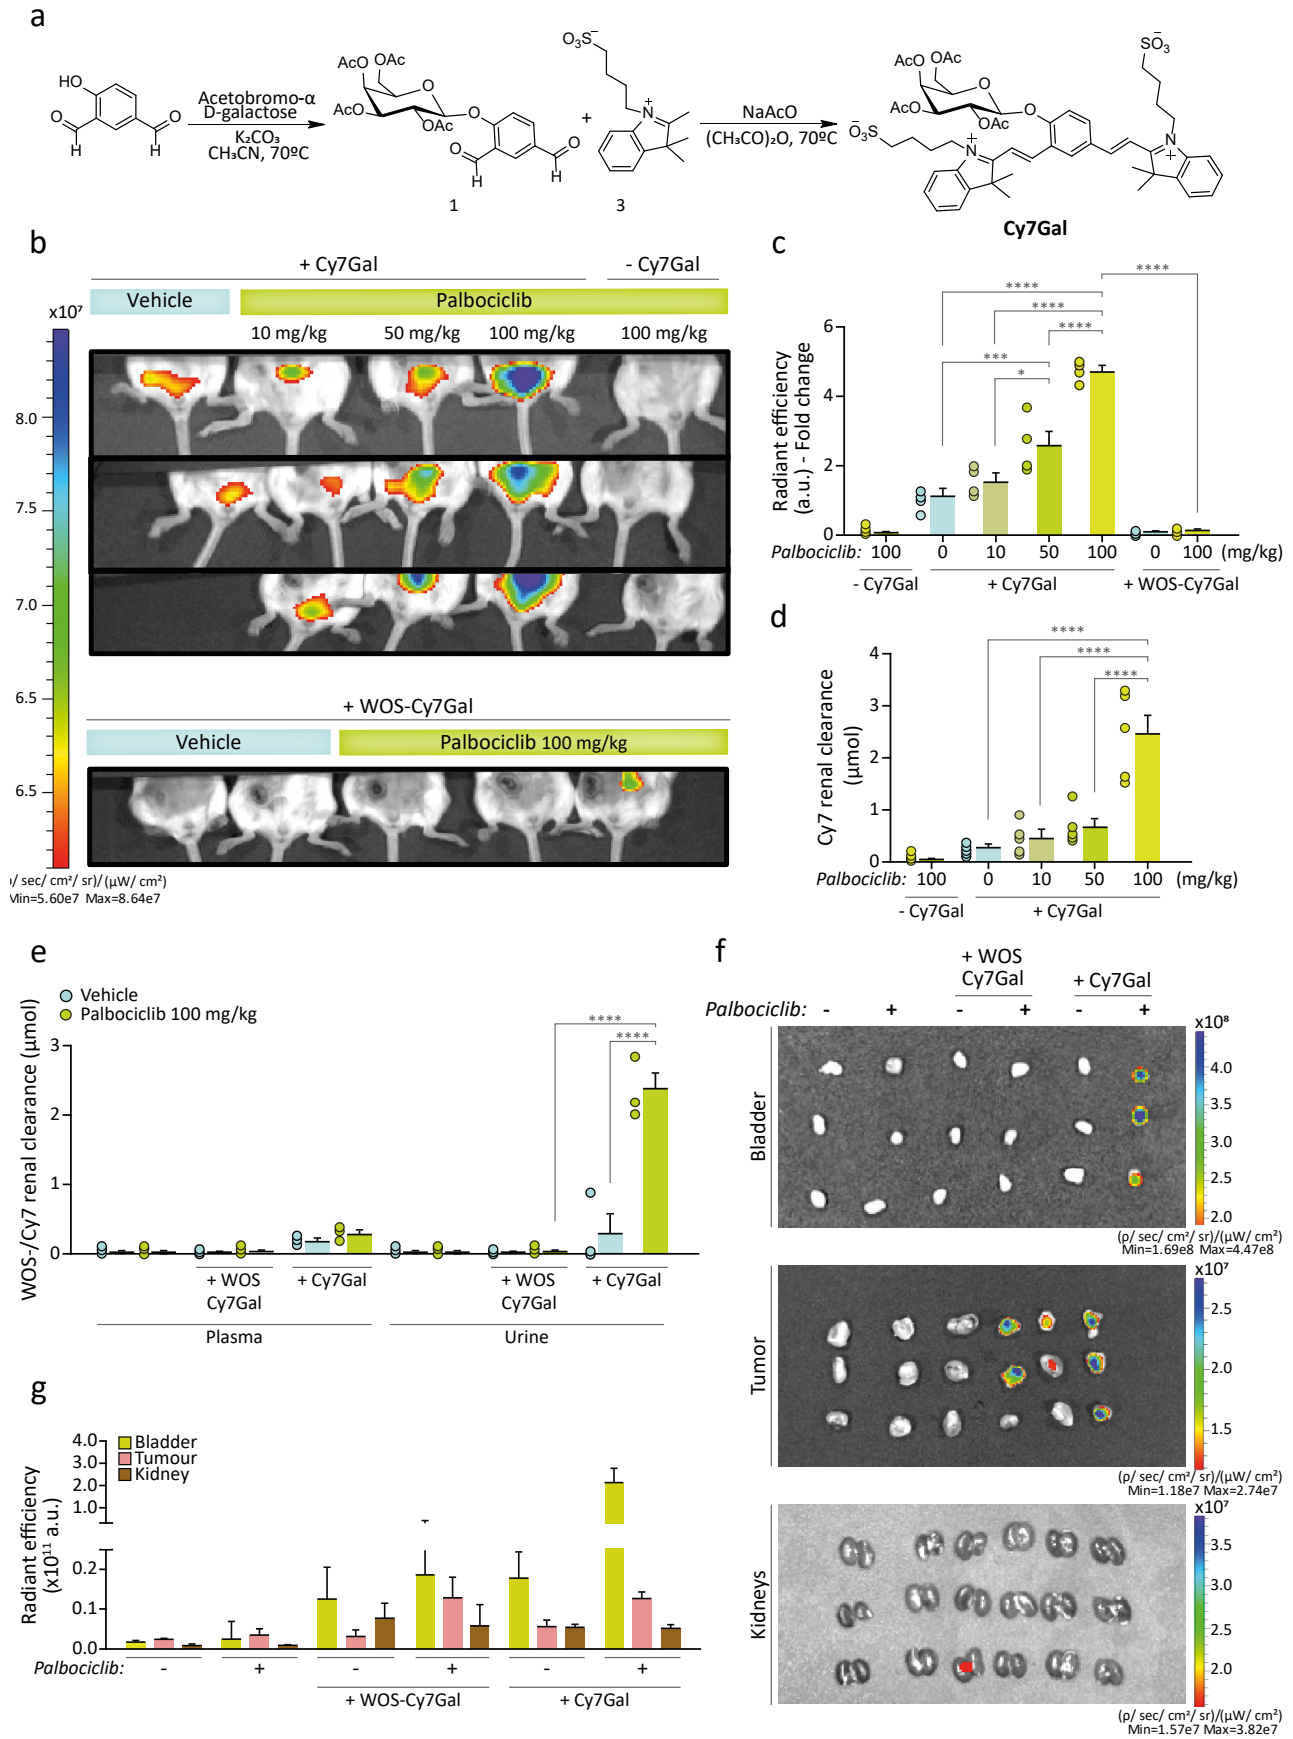 a
HO
O
H
O
H
Acetobromo-α
D-galactose
K₂CO₃
CH₃CN, 70ºC
AcO
OAc
AcO
OAc
O
O
O
H
O
H
1
+
O₃S⁻
N⁺
3
NaAcO
(CH₃CO)₂O, 70ºC
AcO
OAc
AcO
OAc
O
O
⁻SO₃
N⁺
⁻SO₃
N
+
Cy7Gal
b
+ Cy7Gal
- Cy7Gal
Vehicle
Palbociclib
10 mg/kg
50 mg/kg
100 mg/kg
100 mg/kg
x10⁷
8.0
7.5
7.0
6.5
6.5
+ WOS-Cy7Gal
Vehicle
Palbociclib 100 mg/kg
ρ/ sec/ cm²/ sr)/(µW/ cm²)
Min=5.60e7 Max=8.64e7
c
Radiant efficiency
(a.u.) - Fold change
6
4
2
0
****
****
****
****
***
*
Palbociclib: 100 0 10 50 100 0 100 (mg/kg)
- Cy7Gal + Cy7Gal + WOS-Cy7Gal
d
Cy7 renal clearance
(µmol)
4
3
2
1
0
****
****
****
Palbociclib: 100 0 10 50 100 (mg/kg)
- Cy7Gal + Cy7Gal
e
Vehicle
Palbociclib 100 mg/kg
WOS-/Cy7 renal clearance (µmol)
3
2
1
0
****
****
+ WOS
Cy7Gal
+ Cy7Gal
+ WOS
Cy7Gal
+ Cy7Gal
Plasma
Urine
f
+ WOS
Cy7Gal
+ Cy7Gal
Palbociclib: - + - + - +
Bladder
x10⁸
4.0
3.5
3.0
2.5
2.0
(ρ/ sec/ cm²/ sr)/(µW/ cm²)
Min=1.69e8 Max=4.47e8
Tumor
x10⁷
2.5
2.0
1.5
(ρ/ sec/ cm²/ sr)/(µW/ cm²)
Min=1.18e7 Max=2.74e7
Kidneys
x10⁷
3.5
3.0
2.5
2.0
(ρ/ sec/ cm²/ sr)/(µW/ cm²)
Min=1.57e7 Max=3.82e7
g
Radiant efficiency
(x10¹¹ a.u.)
4.0
3.0
2.0
1.0
0.2
0.1
0.0
Bladder
Tumour
Kidney
Palbociclib: - + - + - +
+ WOS-Cy7Gal
+ Cy7Gal